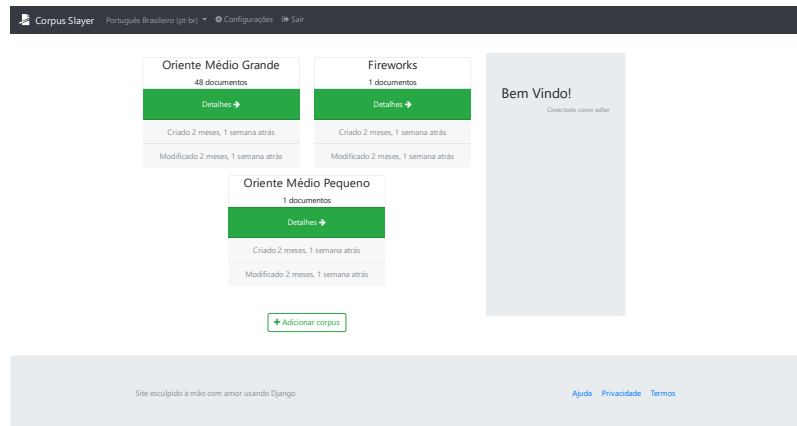 Corpus Slayer Português Brasileiro (pt-br) Configurações Sair
Oriente Médio Grande
48 documentos
Detalhes
Criado 2 meses, 1 semana atrás
Modificado 2 meses, 1 semana atrás
Fireworks
1 documentos
Detalhes
Criado 2 meses, 1 semana atrás
Modificado 2 meses, 1 semana atrás
Oriente Médio Pequeno
1 documentos
Detalhes
Criado 2 meses, 1 semana atrás
Modificado 2 meses, 1 semana atrás
Adicionar corpus
Bem Vindo!
Conectado como adler
Site esculpido à mão com amor usando Django
Ajuda Privacidade Termos